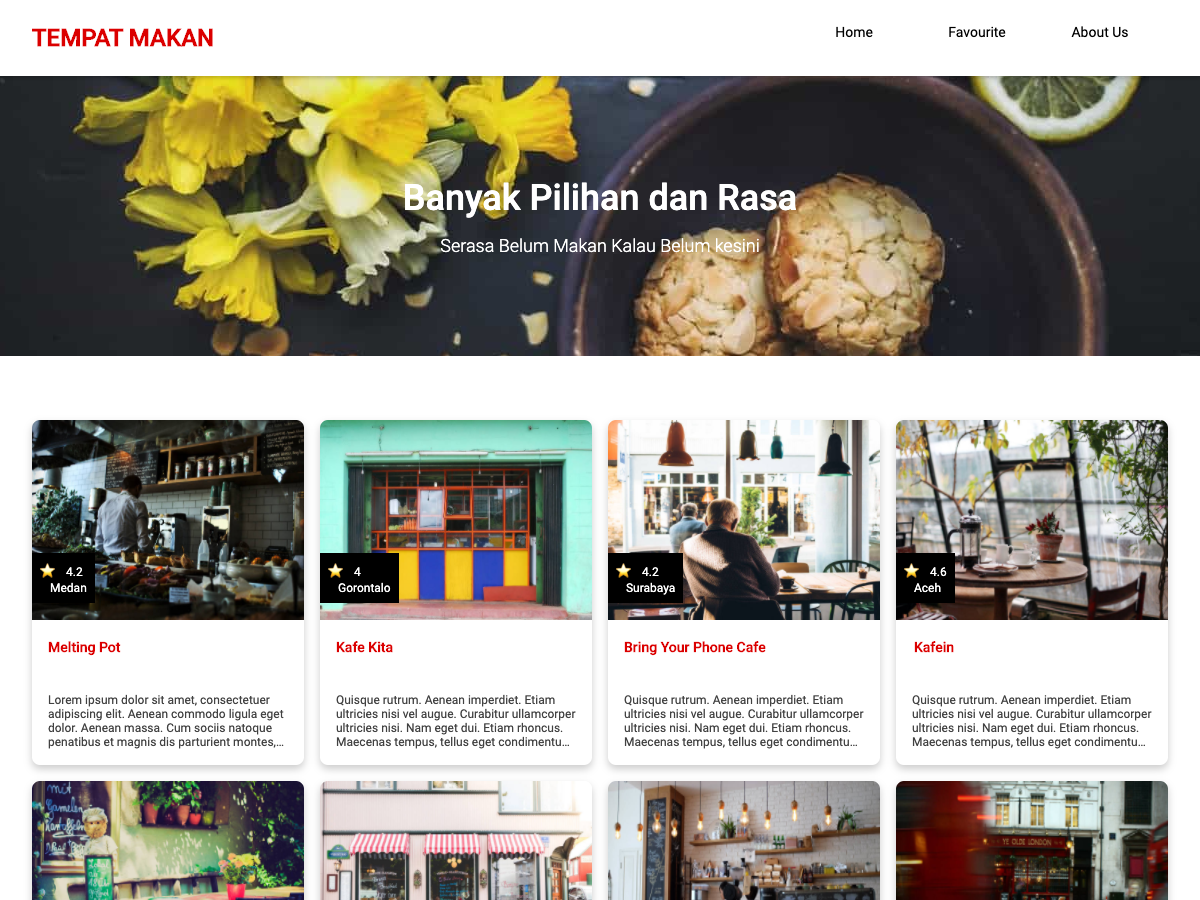 TEMPAT MAKAN
Home
Favourite
About Us
Banyak Pilihan dan Rasa
Serasa Belum Makan Kalau Belum kesini
4.2
Medan
4
Gorontalo
4.2
Surabaya
4.6
Aceh
Melting Pot
Kafe Kita
Bring Your Phone Cafe
Kafein
Lorem ipsum dolor sit amet, consectetuer
adipiscing elit. Aenean commodo ligula eget
dolor. Aenean massa. Cum sociis natoque
penatibus et magnis dis parturient montes,…
Quisque rutrum. Aenean imperdiet. Etiam
ultricies nisi vel augue. Curabitur ullamcorper
ultricies nisi. Nam eget dui. Etiam rhoncus.
Maecenas tempus, tellus eget condimentu…
Quisque rutrum. Aenean imperdiet. Etiam
ultricies nisi vel augue. Curabitur ullamcorper
ultricies nisi. Nam eget dui. Etiam rhoncus.
Maecenas tempus, tellus eget condimentu…
Quisque rutrum. Aenean imperdiet. Etiam
ultricies nisi vel augue. Curabitur ullamcorper
ultricies nisi. Nam eget dui. Etiam rhoncus.
Maecenas tempus, tellus eget condimentu…
mit
YE OLDE LONDON